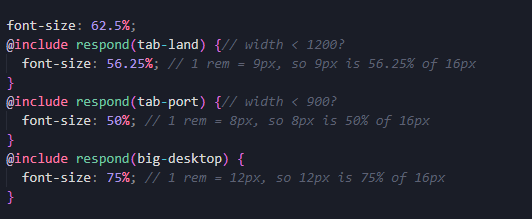 font-size: 62.5%;
@include respond(tab-land) {// width < 1200?
font-size: 56.25%; // 1 rem = 9px, so 9px is 56.25% of 16px
}
@include respond(tab-port) {// width < 900?
font-size: 50%; // 1 rem = 8px, so 8px is 50% of 16px
}
@include respond(big-desktop) {
font-size: 75%; // 1 rem = 12px, so 12px is 75% of 16px
}